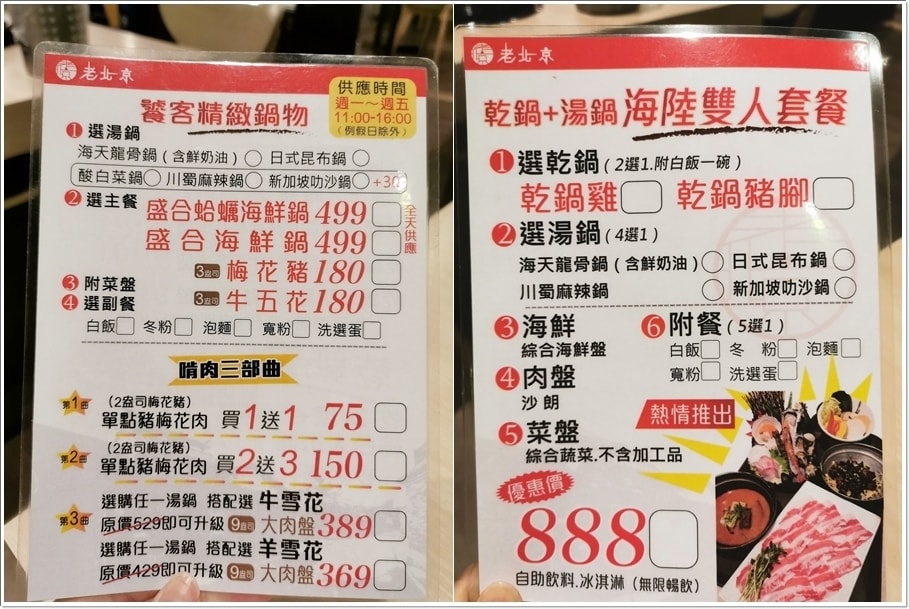 老北京
供應時間
週一～週五
11:00-16:00
(例假日除外)
饕客精緻鍋物
1 選湯鍋
海天龍骨鍋(含鮮奶油) 日式昆布鍋
酸白菜鍋 川蜀麻辣鍋 新加坡叻沙鍋 +30
2 選主餐
盛合蛤蠣海鮮鍋 499
盛合海鮮鍋 499
全天供應
3盎司 梅花豬 180
3 附菜盤
3盎司 牛五花 180
4 選副餐
白飯 冬粉 泡麵 寬粉 洗選蛋
啃肉三部曲
第1曲
(2盎司梅花豬)
單點豬梅花肉 買1送1 75
第2曲
(2盎司梅花豬)
單點豬梅花肉 買2送3 150
第3曲
選購任一湯鍋 搭配選 牛雪花
原價529即可升級 9盎司 大肉盤 389
選購任一湯鍋 搭配選 羊雪花
原價429即可升級 9盎司 大肉盤 369
老北京
乾鍋+湯鍋 海陸雙人套餐
1 選乾鍋(2選1.附白飯一碗)
乾鍋雞 乾鍋豬腳
2 選湯鍋(4選1)
海天龍骨鍋(含鮮奶油) 日式昆布鍋
川蜀麻辣鍋 新加坡叻沙鍋
3 海鮮
綜合海鮮盤
4 肉盤
沙朗
5 菜盤
綜合蔬菜.不含加工品
6 附餐(5選1)
白飯 冬粉 泡麵
寬粉 洗選蛋
熱情推出
優惠價
888
自助飲料.冰淇淋(無限暢飲)